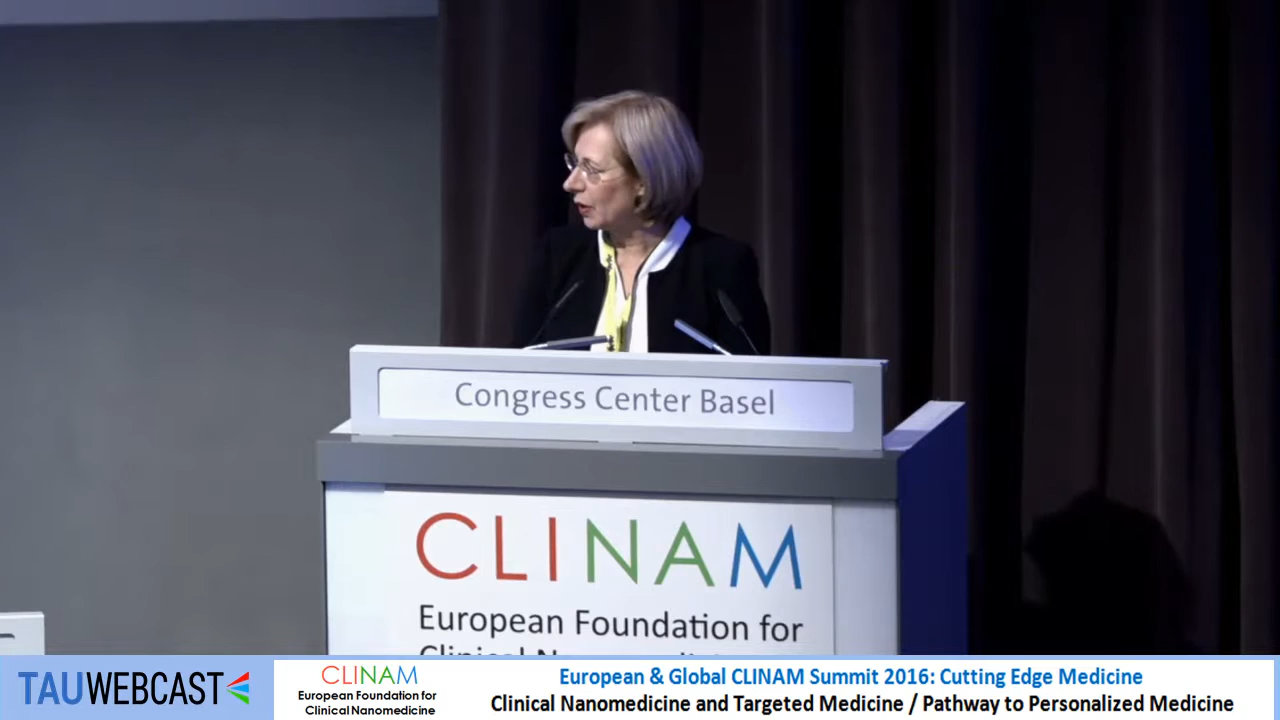 Congress Center Basel
CLINAM
European Foundation for
TAUWEBCAST
CLINAM
European Foundation for
Clinical Nanomedicine
European & Global CLINAM Summit 2016: Cutting Edge Medicine
Clinical Nanomedicine and Targeted Medicine / Pathway to Personalized Medicine